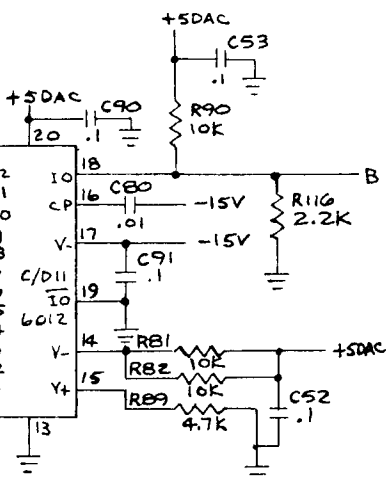 +5DAC
C53
.1
+5DAC
C90
.1
R90
10K
20
18
IO
B
16
C80
CP
.01
-15V
R116
2.2K
17
V-
-15V
C91
.1
C/D11
IO
19
6012
14
V-
R81
10K
+5DAC
R82
10K
15
V+
R89
4.7K
C52
.1
13